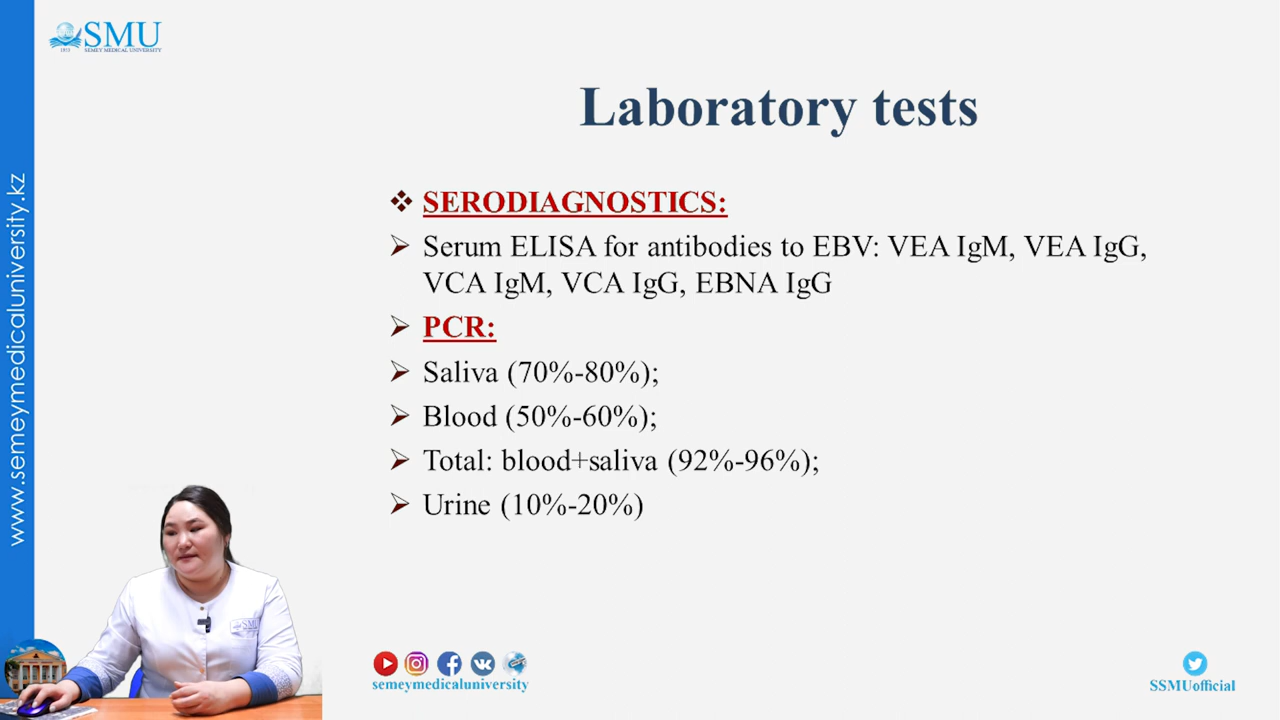 SMU
SEMEY MEDICAL UNIVERSITY
www.semeymedicaluniversity.kz
Laboratory tests
SERODIAGNOSTICS:
Serum ELISA for antibodies to EBV: VEA IgM, VEA IgG,
VCA IgM, VCA IgG, EBNA IgG
PCR:
Saliva (70%-80%);
Blood (50%-60%);
Total: blood+saliva (92%-96%);
Urine (10%-20%)
SMU
semeymedicaluniversity
SSMUofficial